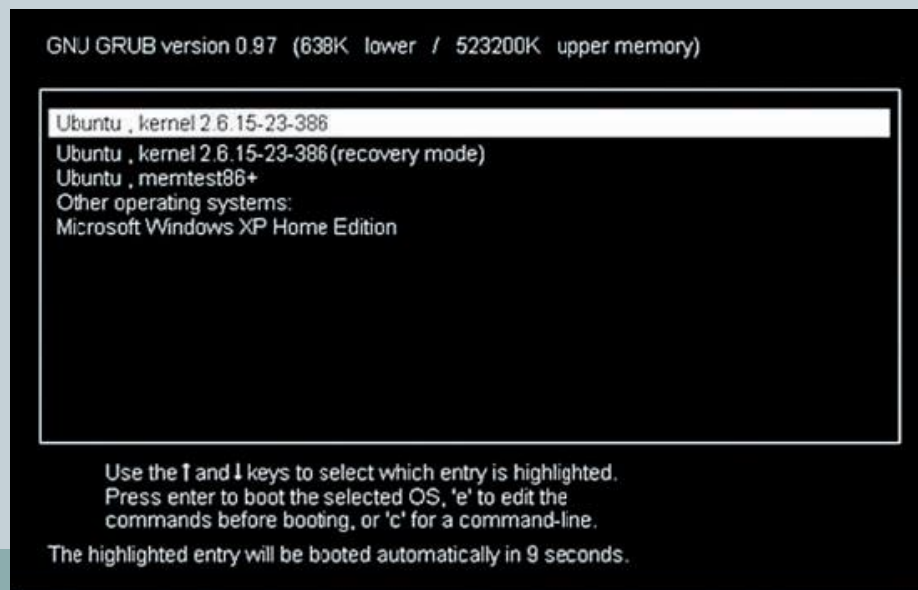 GNU GRUB version 0.97 (638K lower / 523200K upper memory)
Ubuntu , kernel 2.6.15-23-386
Ubuntu , kernel 2.6.15-23-386(recovery mode)
Ubuntu , memtest86+
Other operating systems:
Microsoft Windows XP Home Edition
Use the ↑ and ↓ keys to select which entry is highlighted.
Press enter to boot the selected OS, 'e' to edit the
commands before booting, or 'c' for a command-line.
The highlighted entry will be booted automatically in 9 seconds.